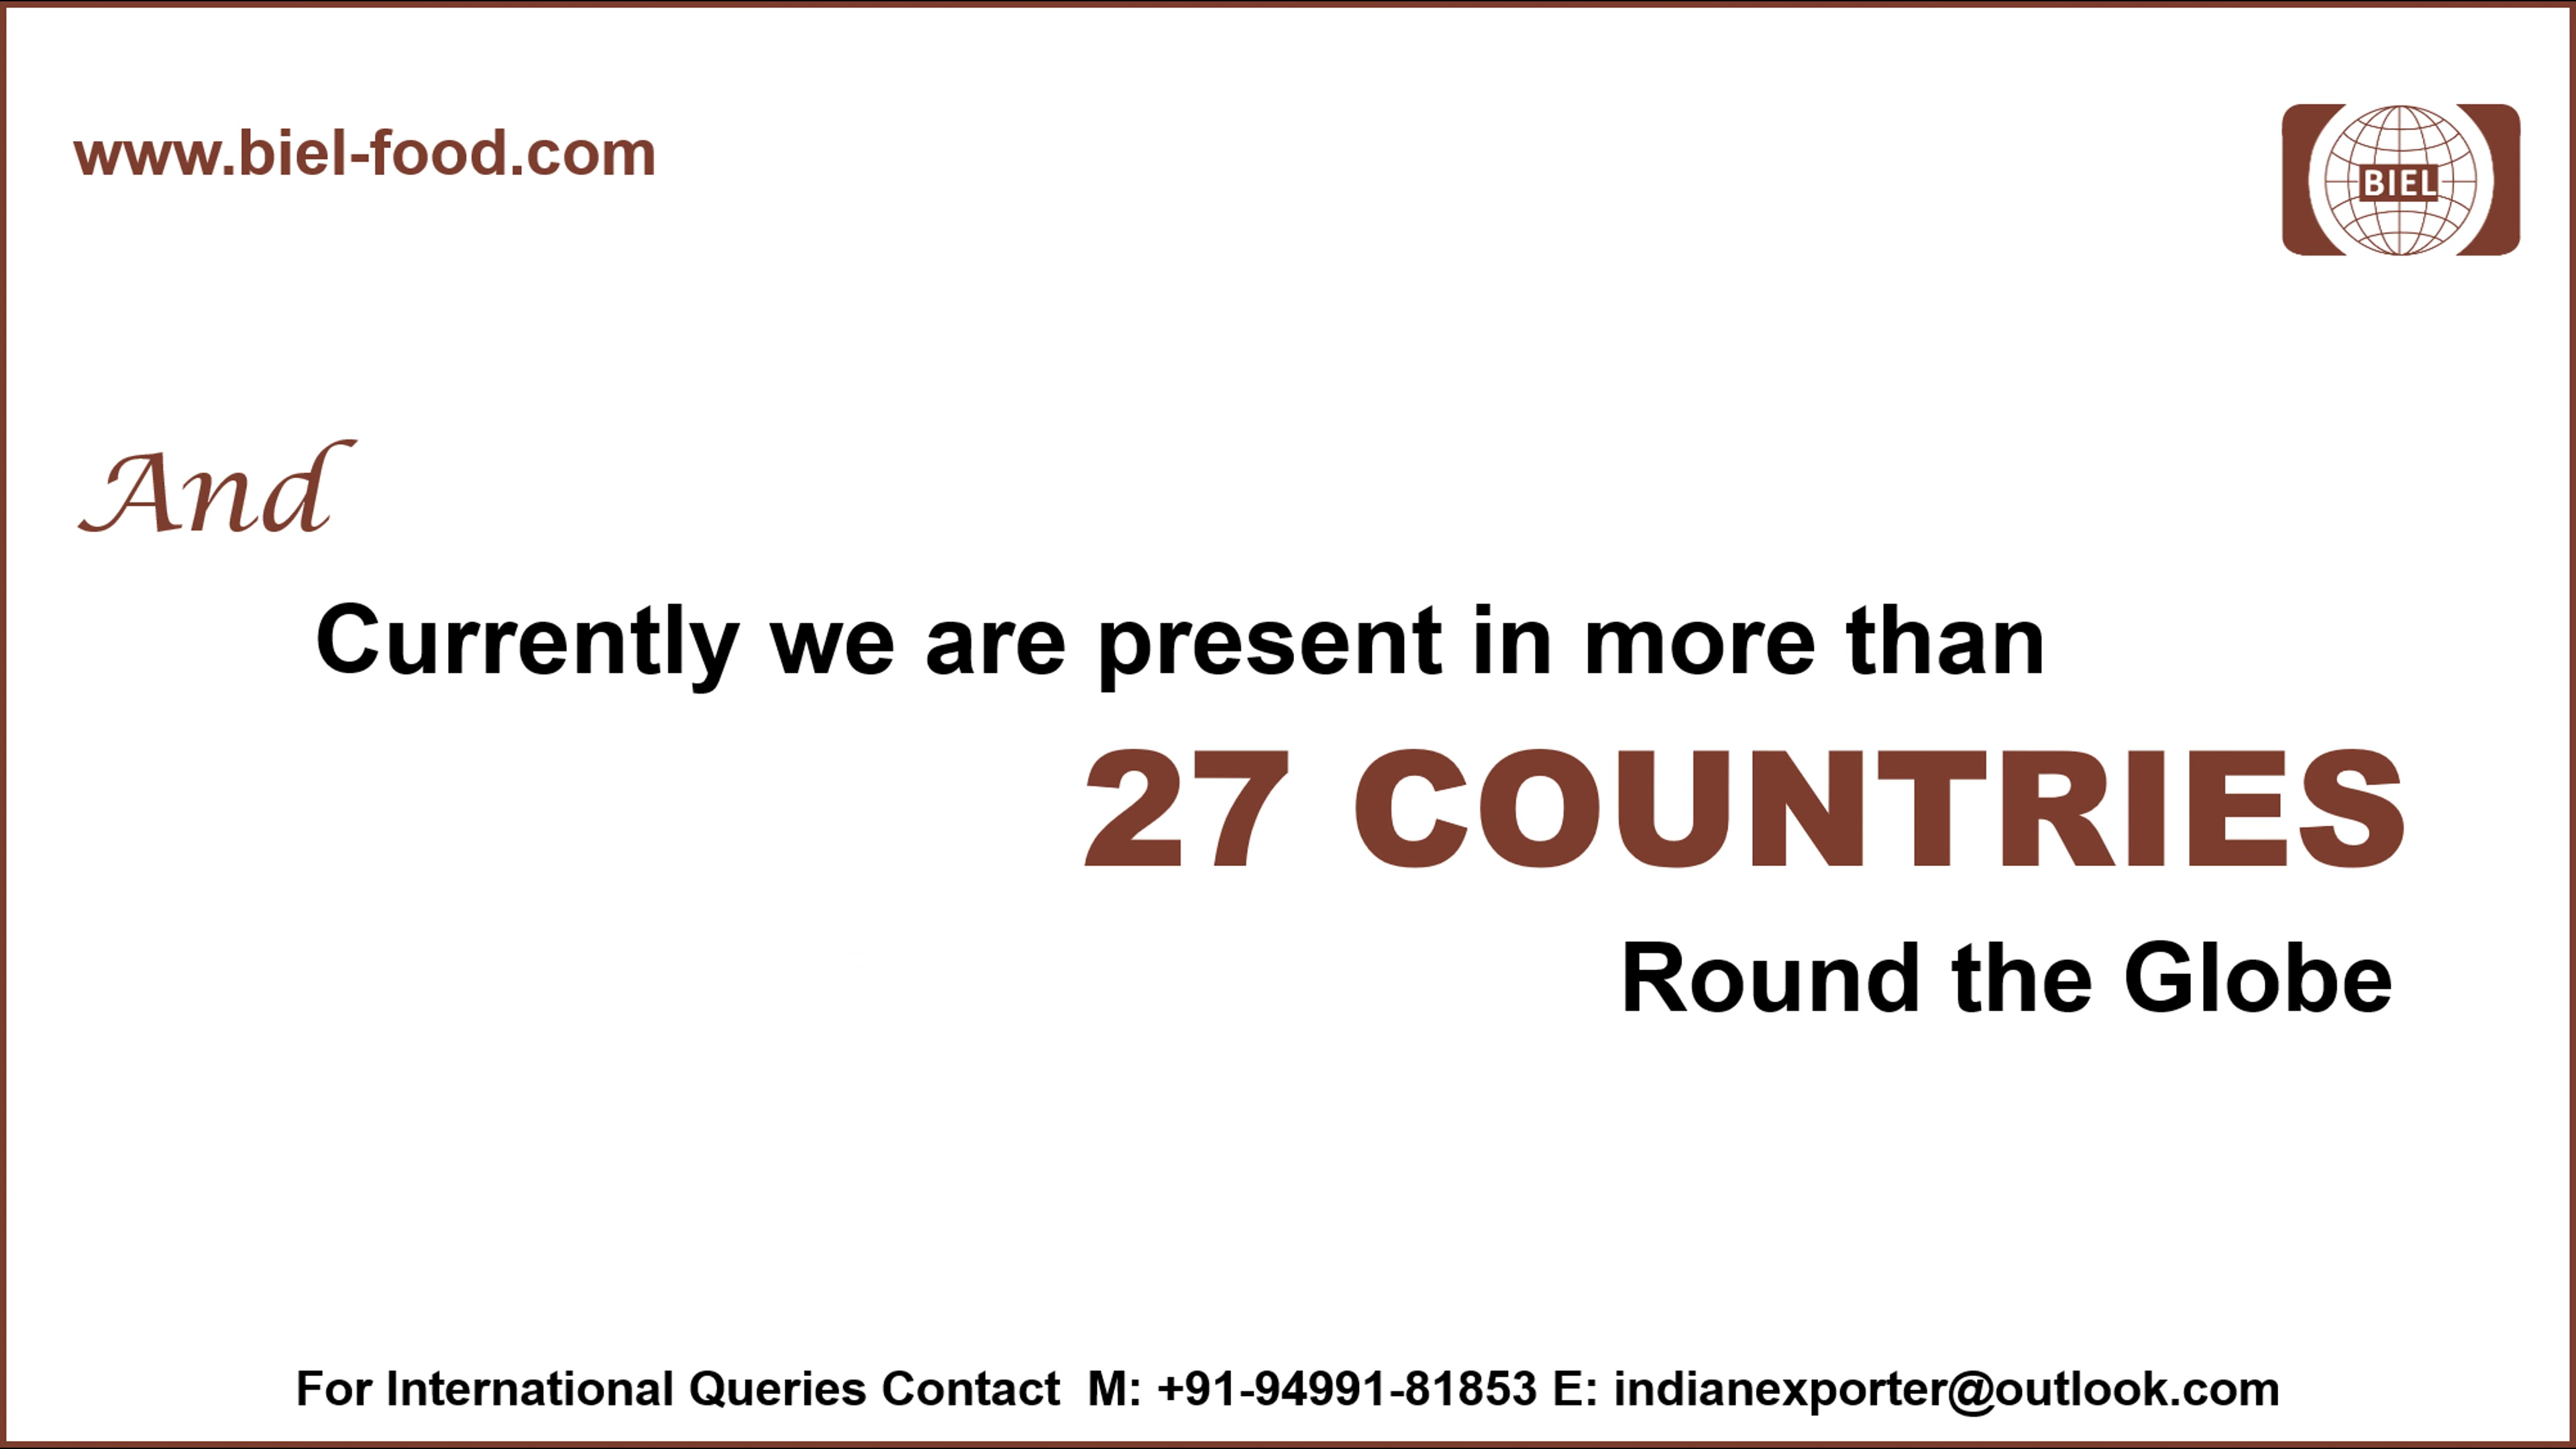 www.biel-food.com
BIEL
And
Currently we are present in more than
27 COUNTRIES
Round the Globe
For International Queries Contact  M: +91-94991-81853 E: indianexporter@outlook.com